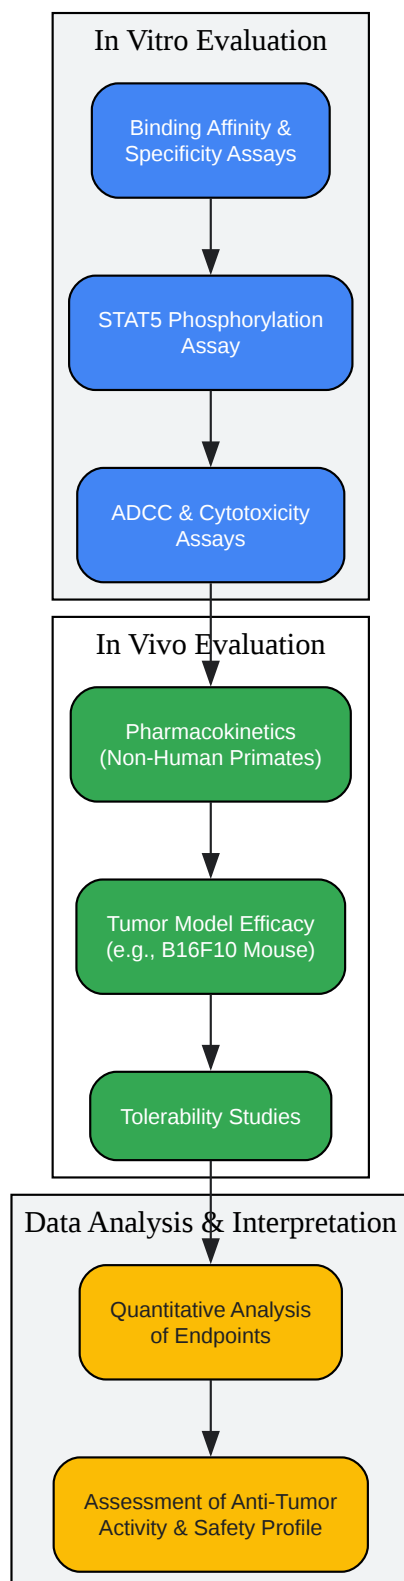 In Vitro Evaluation
Binding Affinity &
Specificity Assays
STAT5 Phosphorylation
Assay
ADCC & Cytotoxicity
Assays
In Vivo Evaluation
Pharmacokinetics
(Non-Human Primates)
Tumor Model Efficacy
(e.g., B16F10 Mouse)
Tolerability Studies
Data Analysis & Interpretation
Quantitative Analysis
of Endpoints
Assessment of Anti-Tumor
Activity & Safety Profile